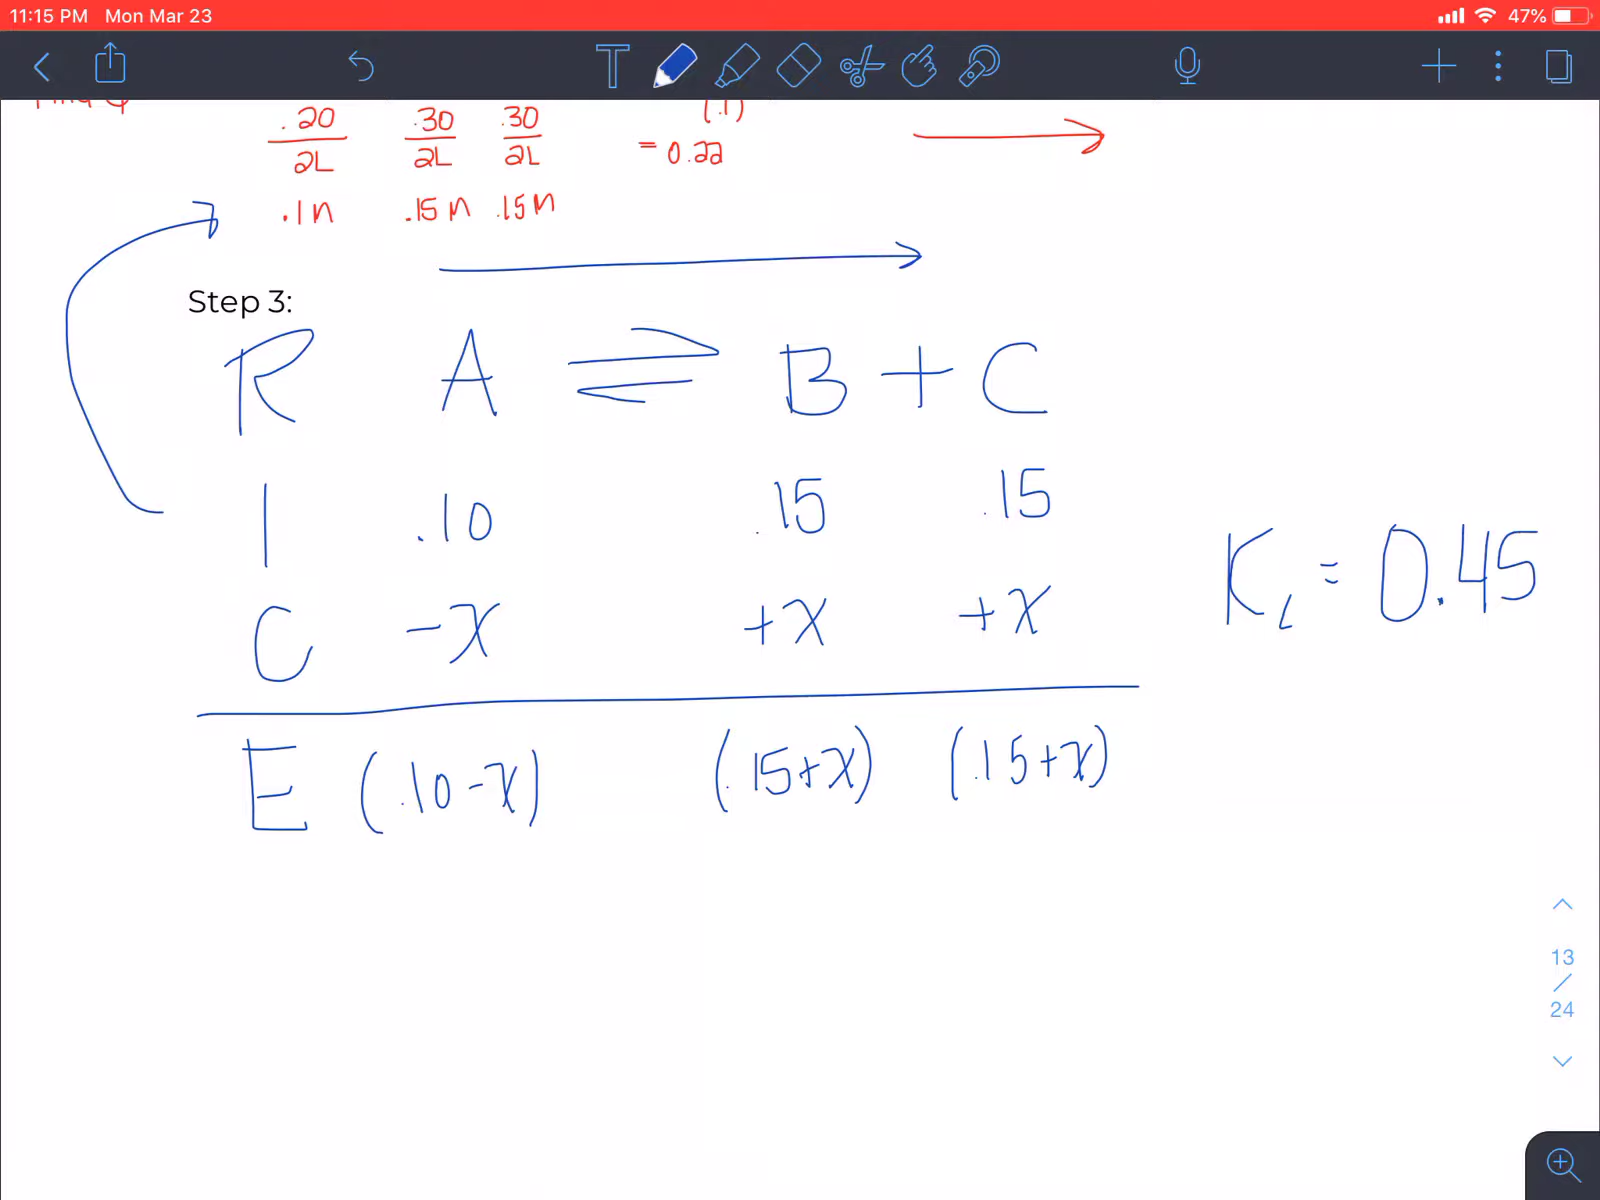 11:15 PM Mon Mar 23 47%
T
.20 .30 .30 (.1)
2L 2L 2L = 0.22
.1M .15M .15M
Step 3:
R A ⇌ B + C
I .10 .15 .15
C -x +x +x
Kc = 0.45
E (.10-x) (.15+x) (.15+x)
13
/
24